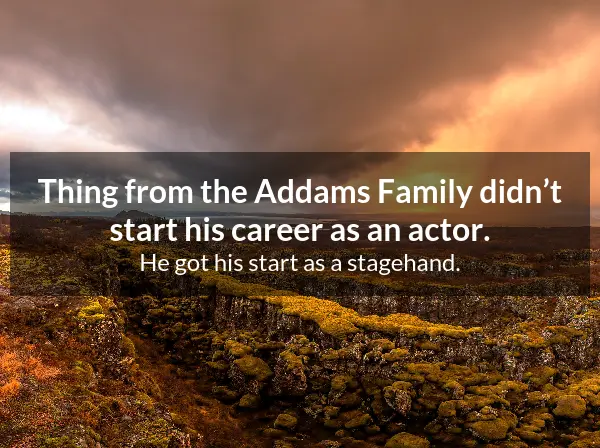 Thing from the Addams Family didn’t
start his career as an actor.
He got his start as a stagehand.